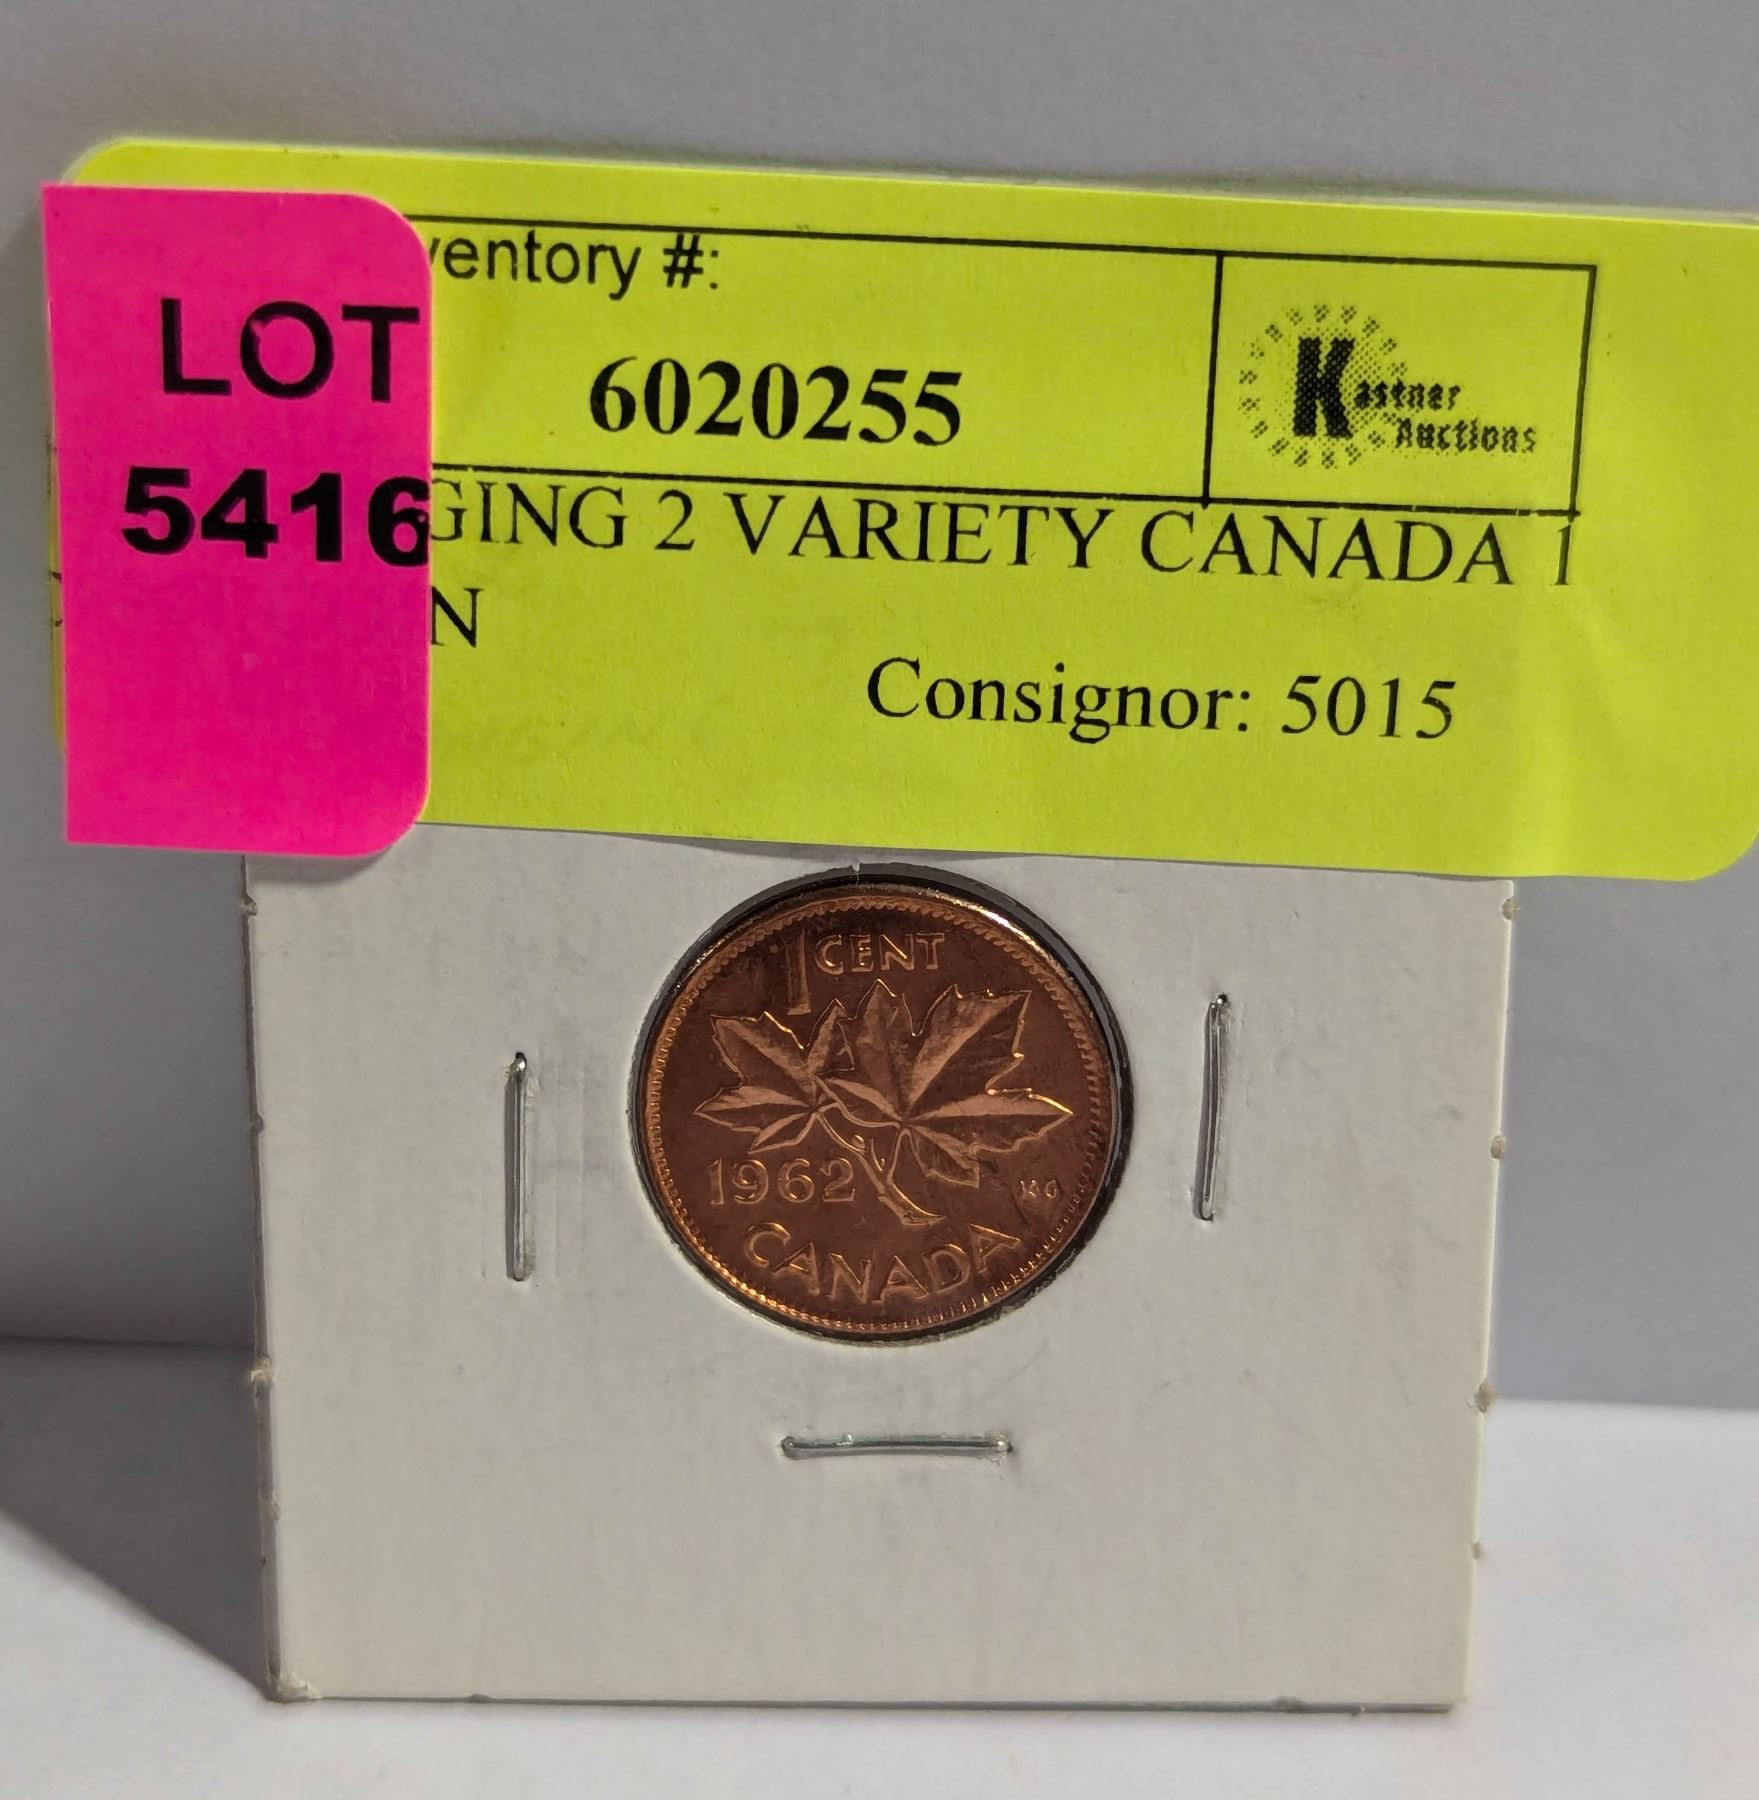 LOT
5416
ventory #:
6020255
Kastner
Auctions
GING 2 VARIETY CANADA 1
N
Consignor: 5015
1 CENT
1962
KG
CANADA